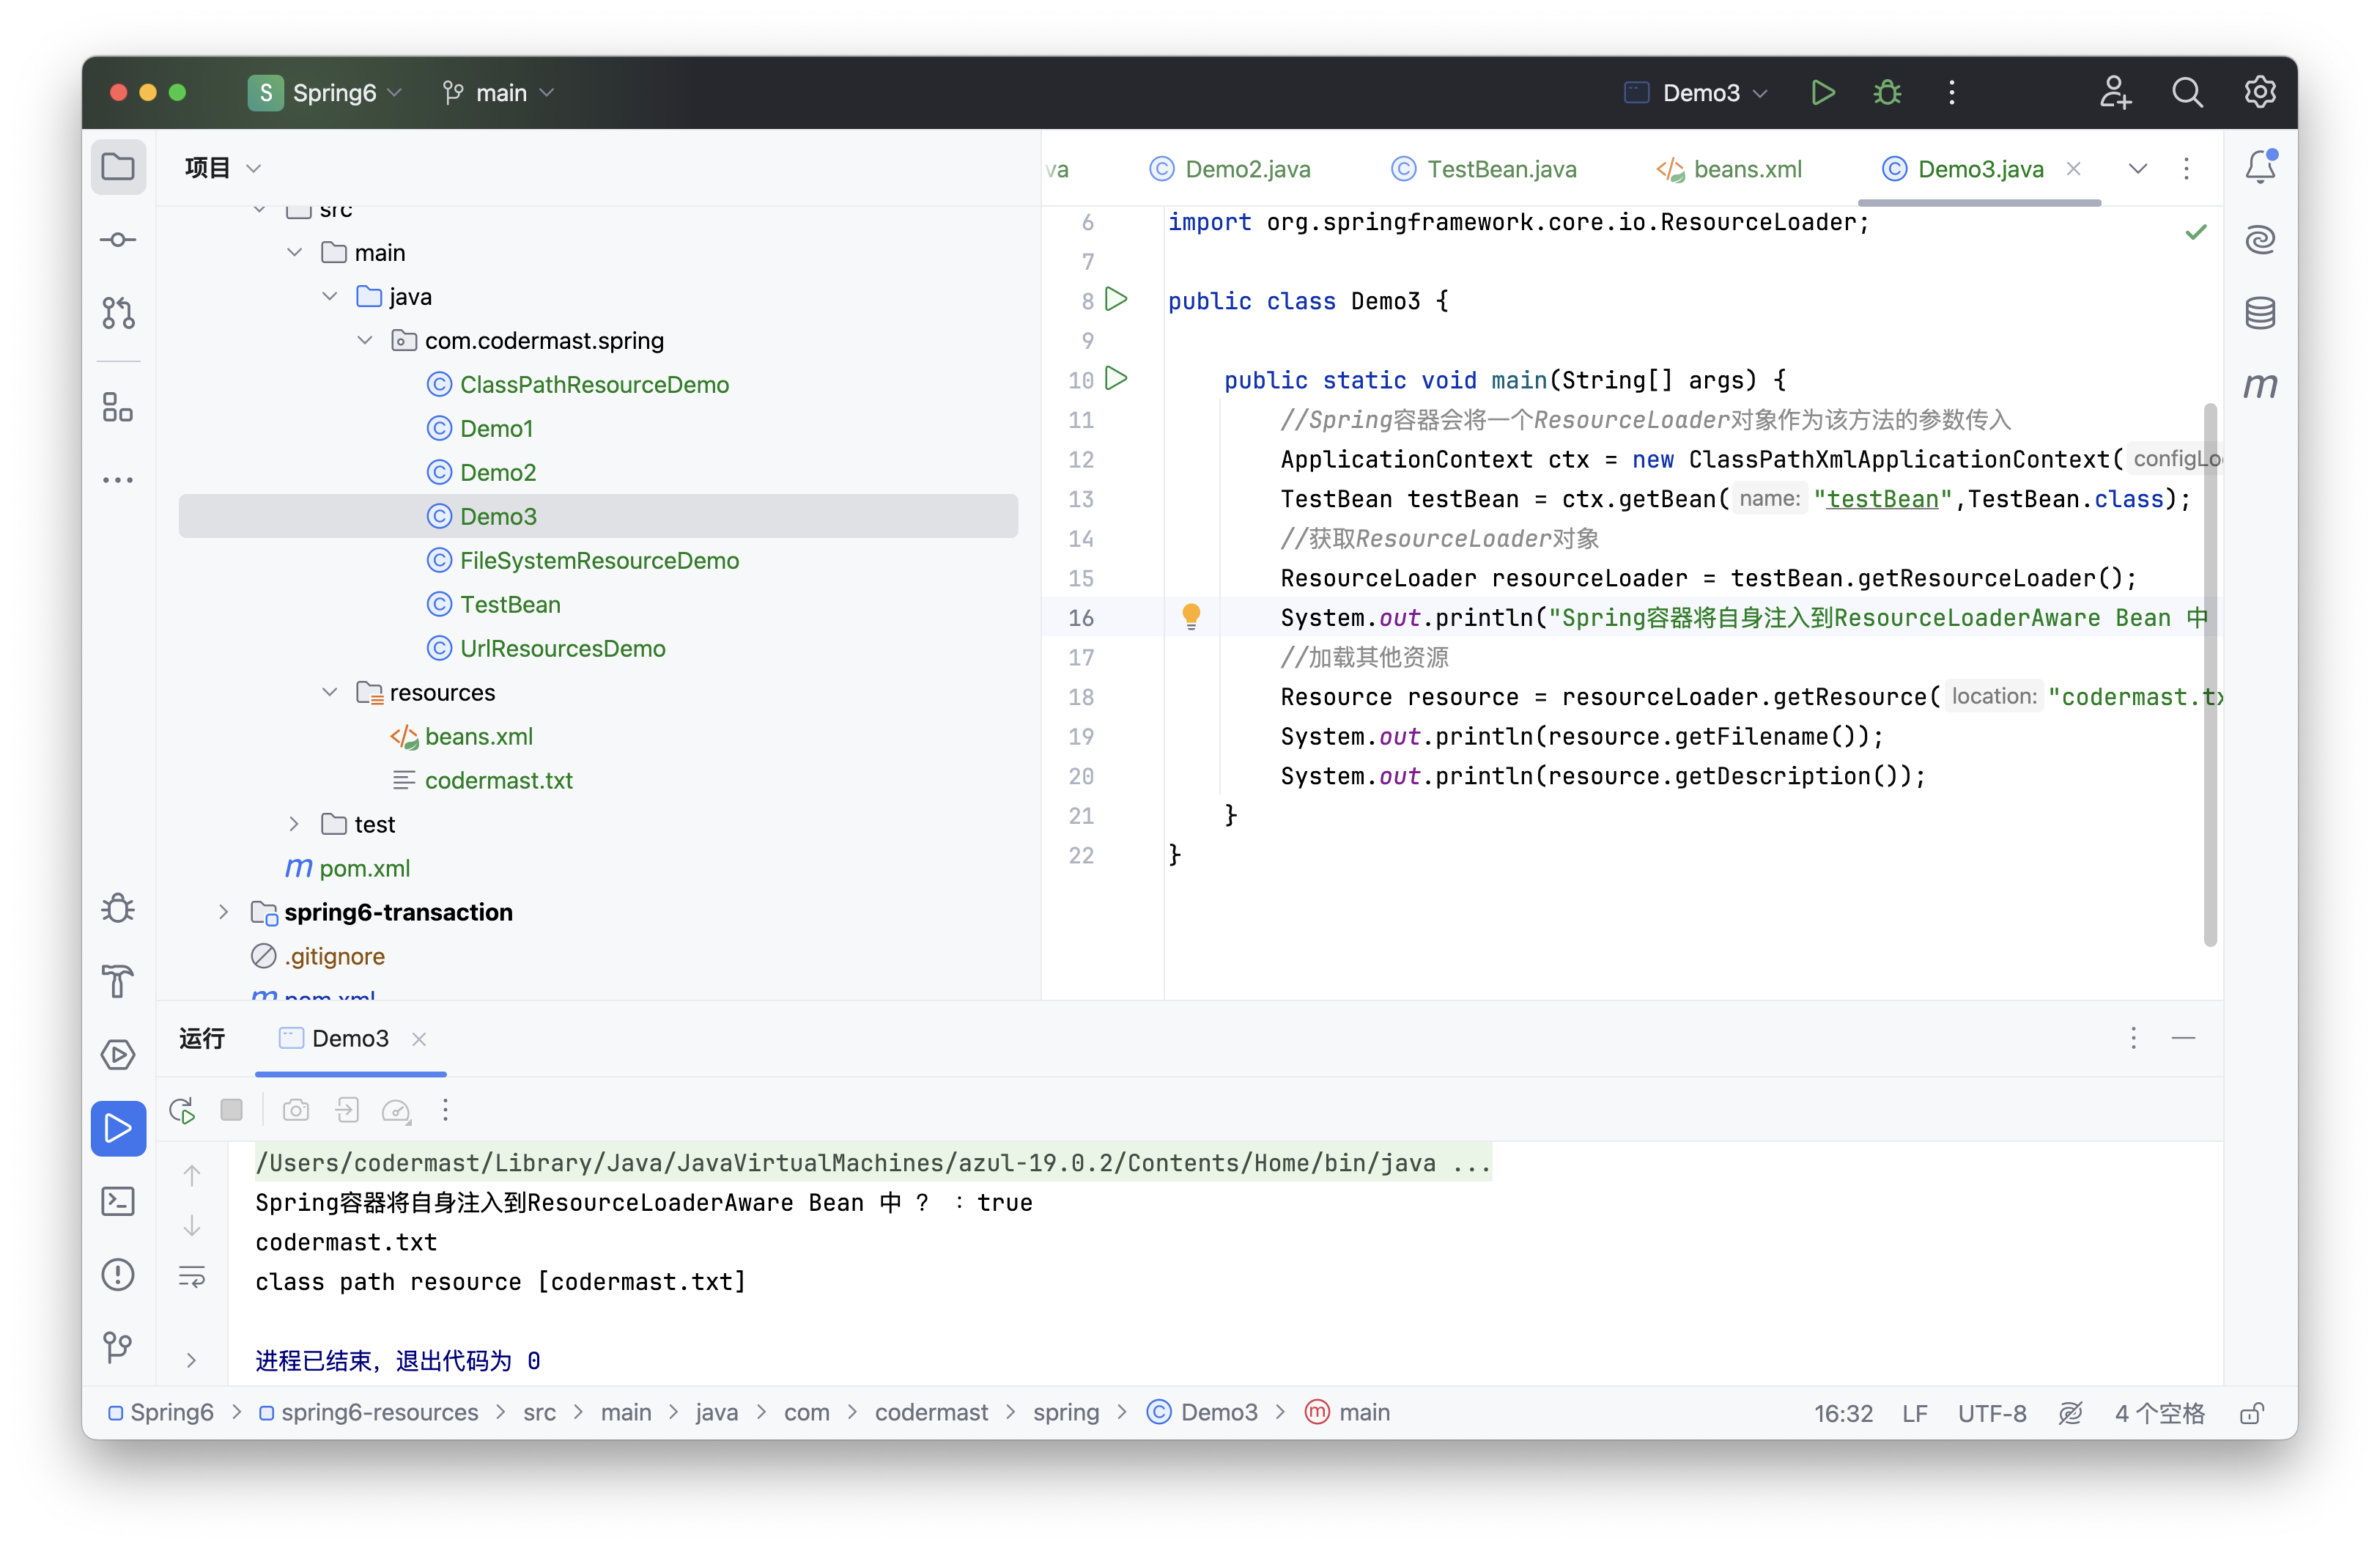 S Spring6 main Demo3
项目
va Demo2.java TestBean.java beans.xml Demo3.java
src
main
java
com.codermast.spring
ClassPathResourceDemo
Demo1
Demo2
Demo3
FileSystemResourceDemo
TestBean
UrlResourcesDemo
resources
beans.xml
codermast.txt
test
pom.xml
spring6-transaction
.gitignore
pom.xml
6 import org.springframework.core.io.ResourceLoader;
7
8 public class Demo3 {
9
10 public static void main(String[] args) {
11 //Spring容器会将一个ResourceLoader对象作为该方法的参数传入
12 ApplicationContext ctx = new ClassPathXmlApplicationContext( configLo
13 TestBean testBean = ctx.getBean( name: "testBean",TestBean.class);
14 //获取ResourceLoader对象
15 ResourceLoader resourceLoader = testBean.getResourceLoader();
16 System.out.println("Spring容器将自身注入到ResourceLoaderAware Bean 中
17 //加载其他资源
18 Resource resource = resourceLoader.getResource( location: "codermast.tx
19 System.out.println(resource.getFilename());
20 System.out.println(resource.getDescription());
21 }
22 }
运行 Demo3
/Users/codermast/Library/Java/JavaVirtualMachines/azul-19.0.2/Contents/Home/bin/java ...
Spring容器将自身注入到ResourceLoaderAware Bean 中 ？ ：true
codermast.txt
class path resource [codermast.txt]
进程已结束，退出代码为 0
Spring6 > spring6-resources > src > main > java > com > codermast > spring > Demo3 > main 16:32 LF UTF-8 4 个空格